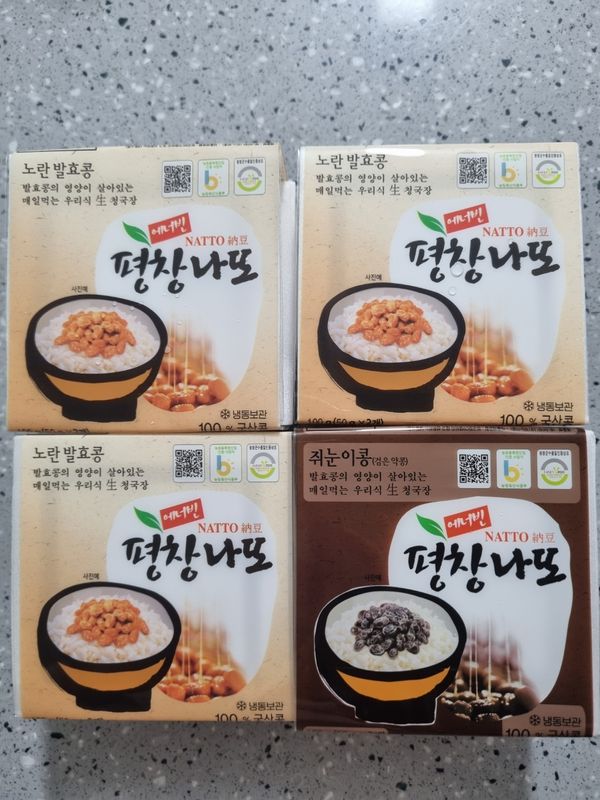 노란 발효콩
발효콩의 영양이 살아있는
매일먹는 우리식 生 청국장
에너빈
NATTO 納豆
평창나또
사진예
냉동보관
100 % 국산콩
노란 발효콩
발효콩의 영양이 살아있는
매일먹는 우리식 生 청국장
에너빈
NATTO 納豆
평창나또
사진예
냉동보관
100g(50g×2개)
100 % 국산콩
노란 발효콩
발효콩의 영양이 살아있는
매일먹는 우리식 生 청국장
에너빈
NATTO 納豆
평창나또
사진예
냉동보관
100 % 국산콩
쥐눈이콩(검은 약콩)
발효콩의 영양이 살아있는
매일먹는 우리식 生 청국장
에너빈
NATTO 納豆
평창나또
사진예
냉동보관
100 % 국산콩